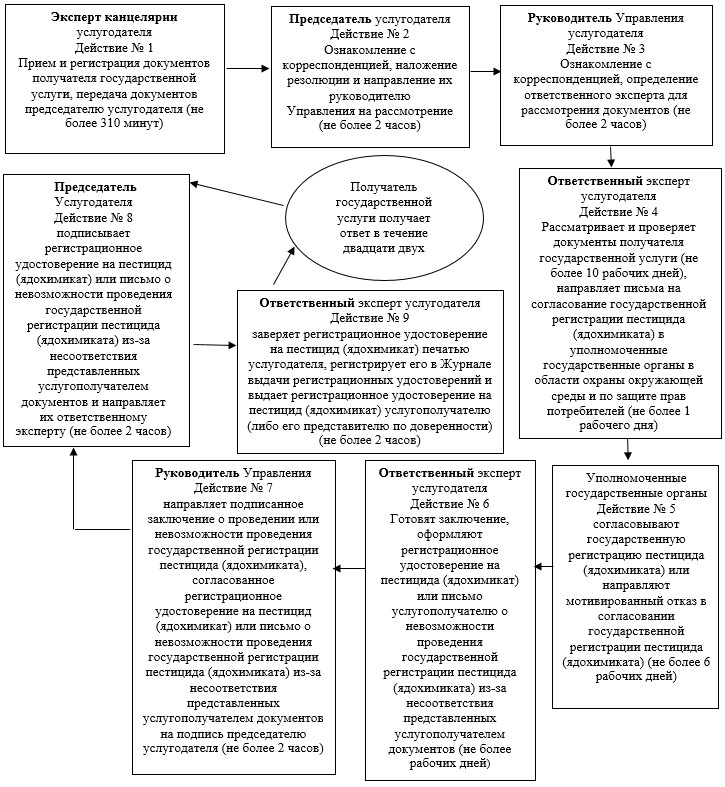 Эксперт канцелярии
услугодателя
Действие № 1
Прием и регистрация документов
получателя государственной
услуги, передача документов
председателю услугодателя (не
более 310 минут)
Председатель услугодателя
Действие № 2
Ознакомление с
корреспонденцией, наложение
резолюции и направление их
руководителю
Управления на рассмотрение
(не более 2 часов)
Руководитель Управления
услугодателя
Действие № 3
Ознакомление с
корреспонденцией, определение
ответственного эксперта для
рассмотрения документов (не
более 2 часов)
Ответственный эксперт
услугодателя
Действие № 4
Рассматривает и проверяет
документы получателя
государственной услуги (не
более 10 рабочих дней),
направляет письма на
согласование государственной
регистрации пестицида
(ядохимиката) в
уполномоченные
государственные органы в
области охраны окружающей
среды и по защите прав
потребителей (не более 1
рабочего дня)
Уполномоченные
государственные органы
Действие № 5
согласовывают
государственную
регистрацию пестицида
(ядохимиката) или
направляют
мотивированный отказ в
согласовании
государственной
регистрации пестицида
(ядохимиката) (не более 6
рабочих дней)
Ответственный эксперт
услугодателя
Действие № 6
Готовят заключение,
оформляют
регистрационное
удостоверение на
пестицида (ядохимикат)
или письмо
услугополучателю о
невозможности
проведения
государственной
регистрации пестицида
(ядохимиката) из-за
несоответствия
представленных
услугополучателем
документов (не более
рабочих дней)
Руководитель Управления
Действие № 7
направляет подписанное
заключение о проведении или
невозможности проведения
государственной регистрации
пестицида (ядохимиката),
согласованное
регистрационное
удостоверение на пестицид
(ядохимикат) или письмо о
невозможности проведения
государственной регистрации
пестицида (ядохимиката) из-за
несоответствия
представленных
услугополучателем документов
на подпись председателю
услугодателя (не более 2 часов)
Председатель
Услугодателя
Действие № 8
подписывает
регистрационное
удостоверение на пестицид
(ядохимикат) или письмо о
невозможности проведения
государственной
регистрации пестицида
(ядохимиката) из-за
несоответствия
представленных
услугополучателем
документов и направляет
их ответственному
эксперту (не более 2 часов)
Ответственный эксперт услугодателя
Действие № 9
заверяет регистрационное удостоверение
на пестицид (ядохимикат) печатью
услугодателя, регистрирует его в Журнале
выдачи регистрационных удостоверений и
выдает регистрационное удостоверение на
пестицид (ядохимикат) услугополучателю
(либо его представителю по доверенности)
(не более 2 часов)
Получатель
государственной
услуги получает
ответ в течение
двадцати двух